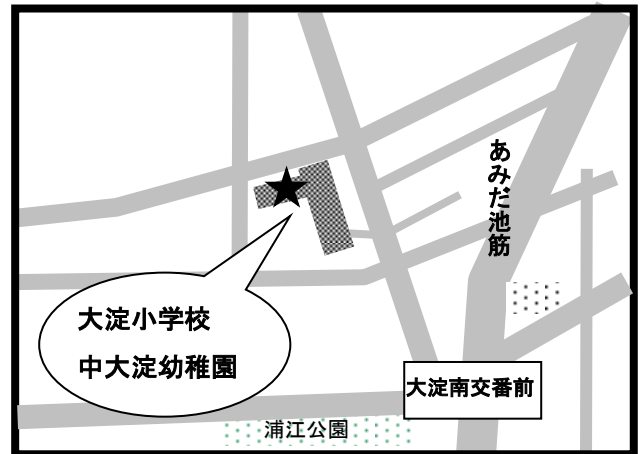 あみだ池筋
大淀小学校
中大淀幼稚園
大淀南交番前
浦江公園